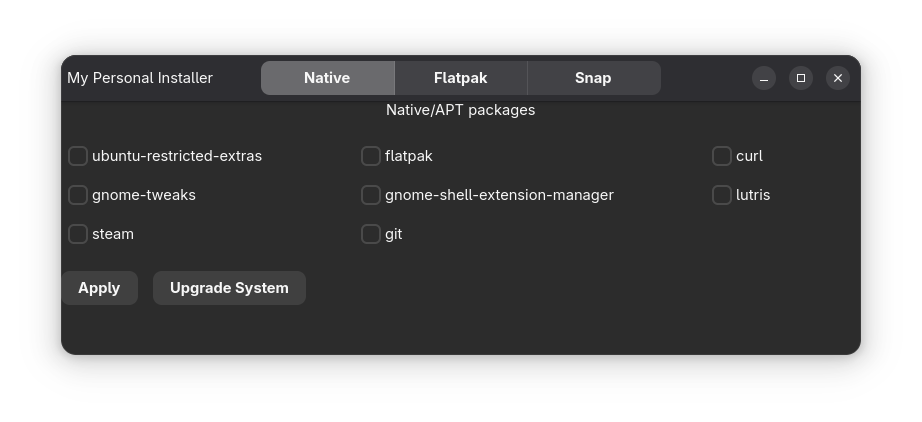 My Personal Installer Native Flatpak Snap
Native/APT packages
ubuntu-restricted-extras flatpak curl
gnome-tweaks gnome-shell-extension-manager lutris
steam git
Apply Upgrade System